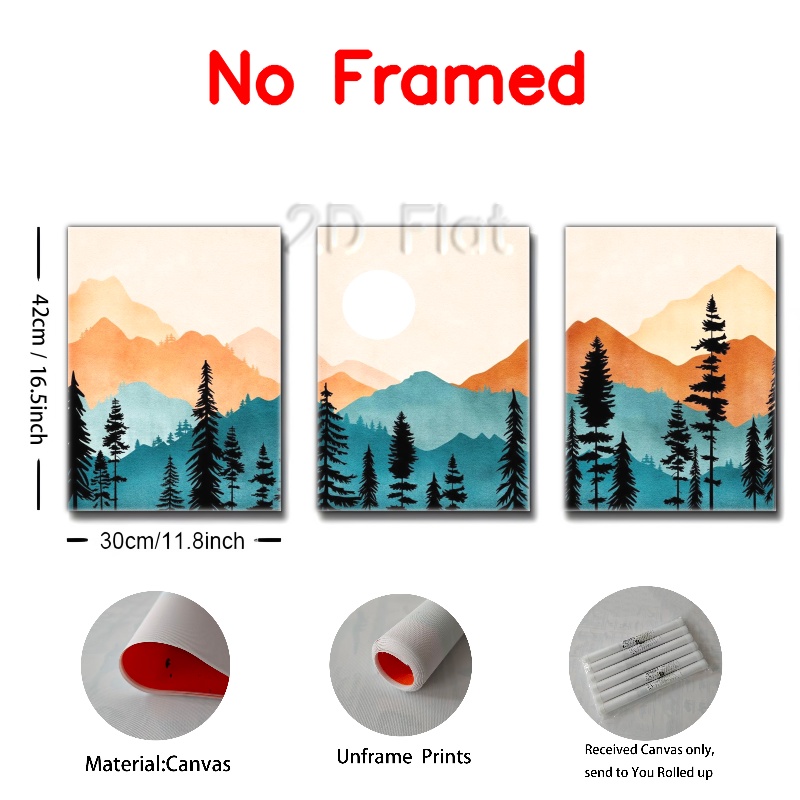 No Framed
2D Flat
42cm / 16.5inch
30cm/11.8inch
Material:Canvas
Unframe Prints
Received Canvas only,
send to You Rolled up